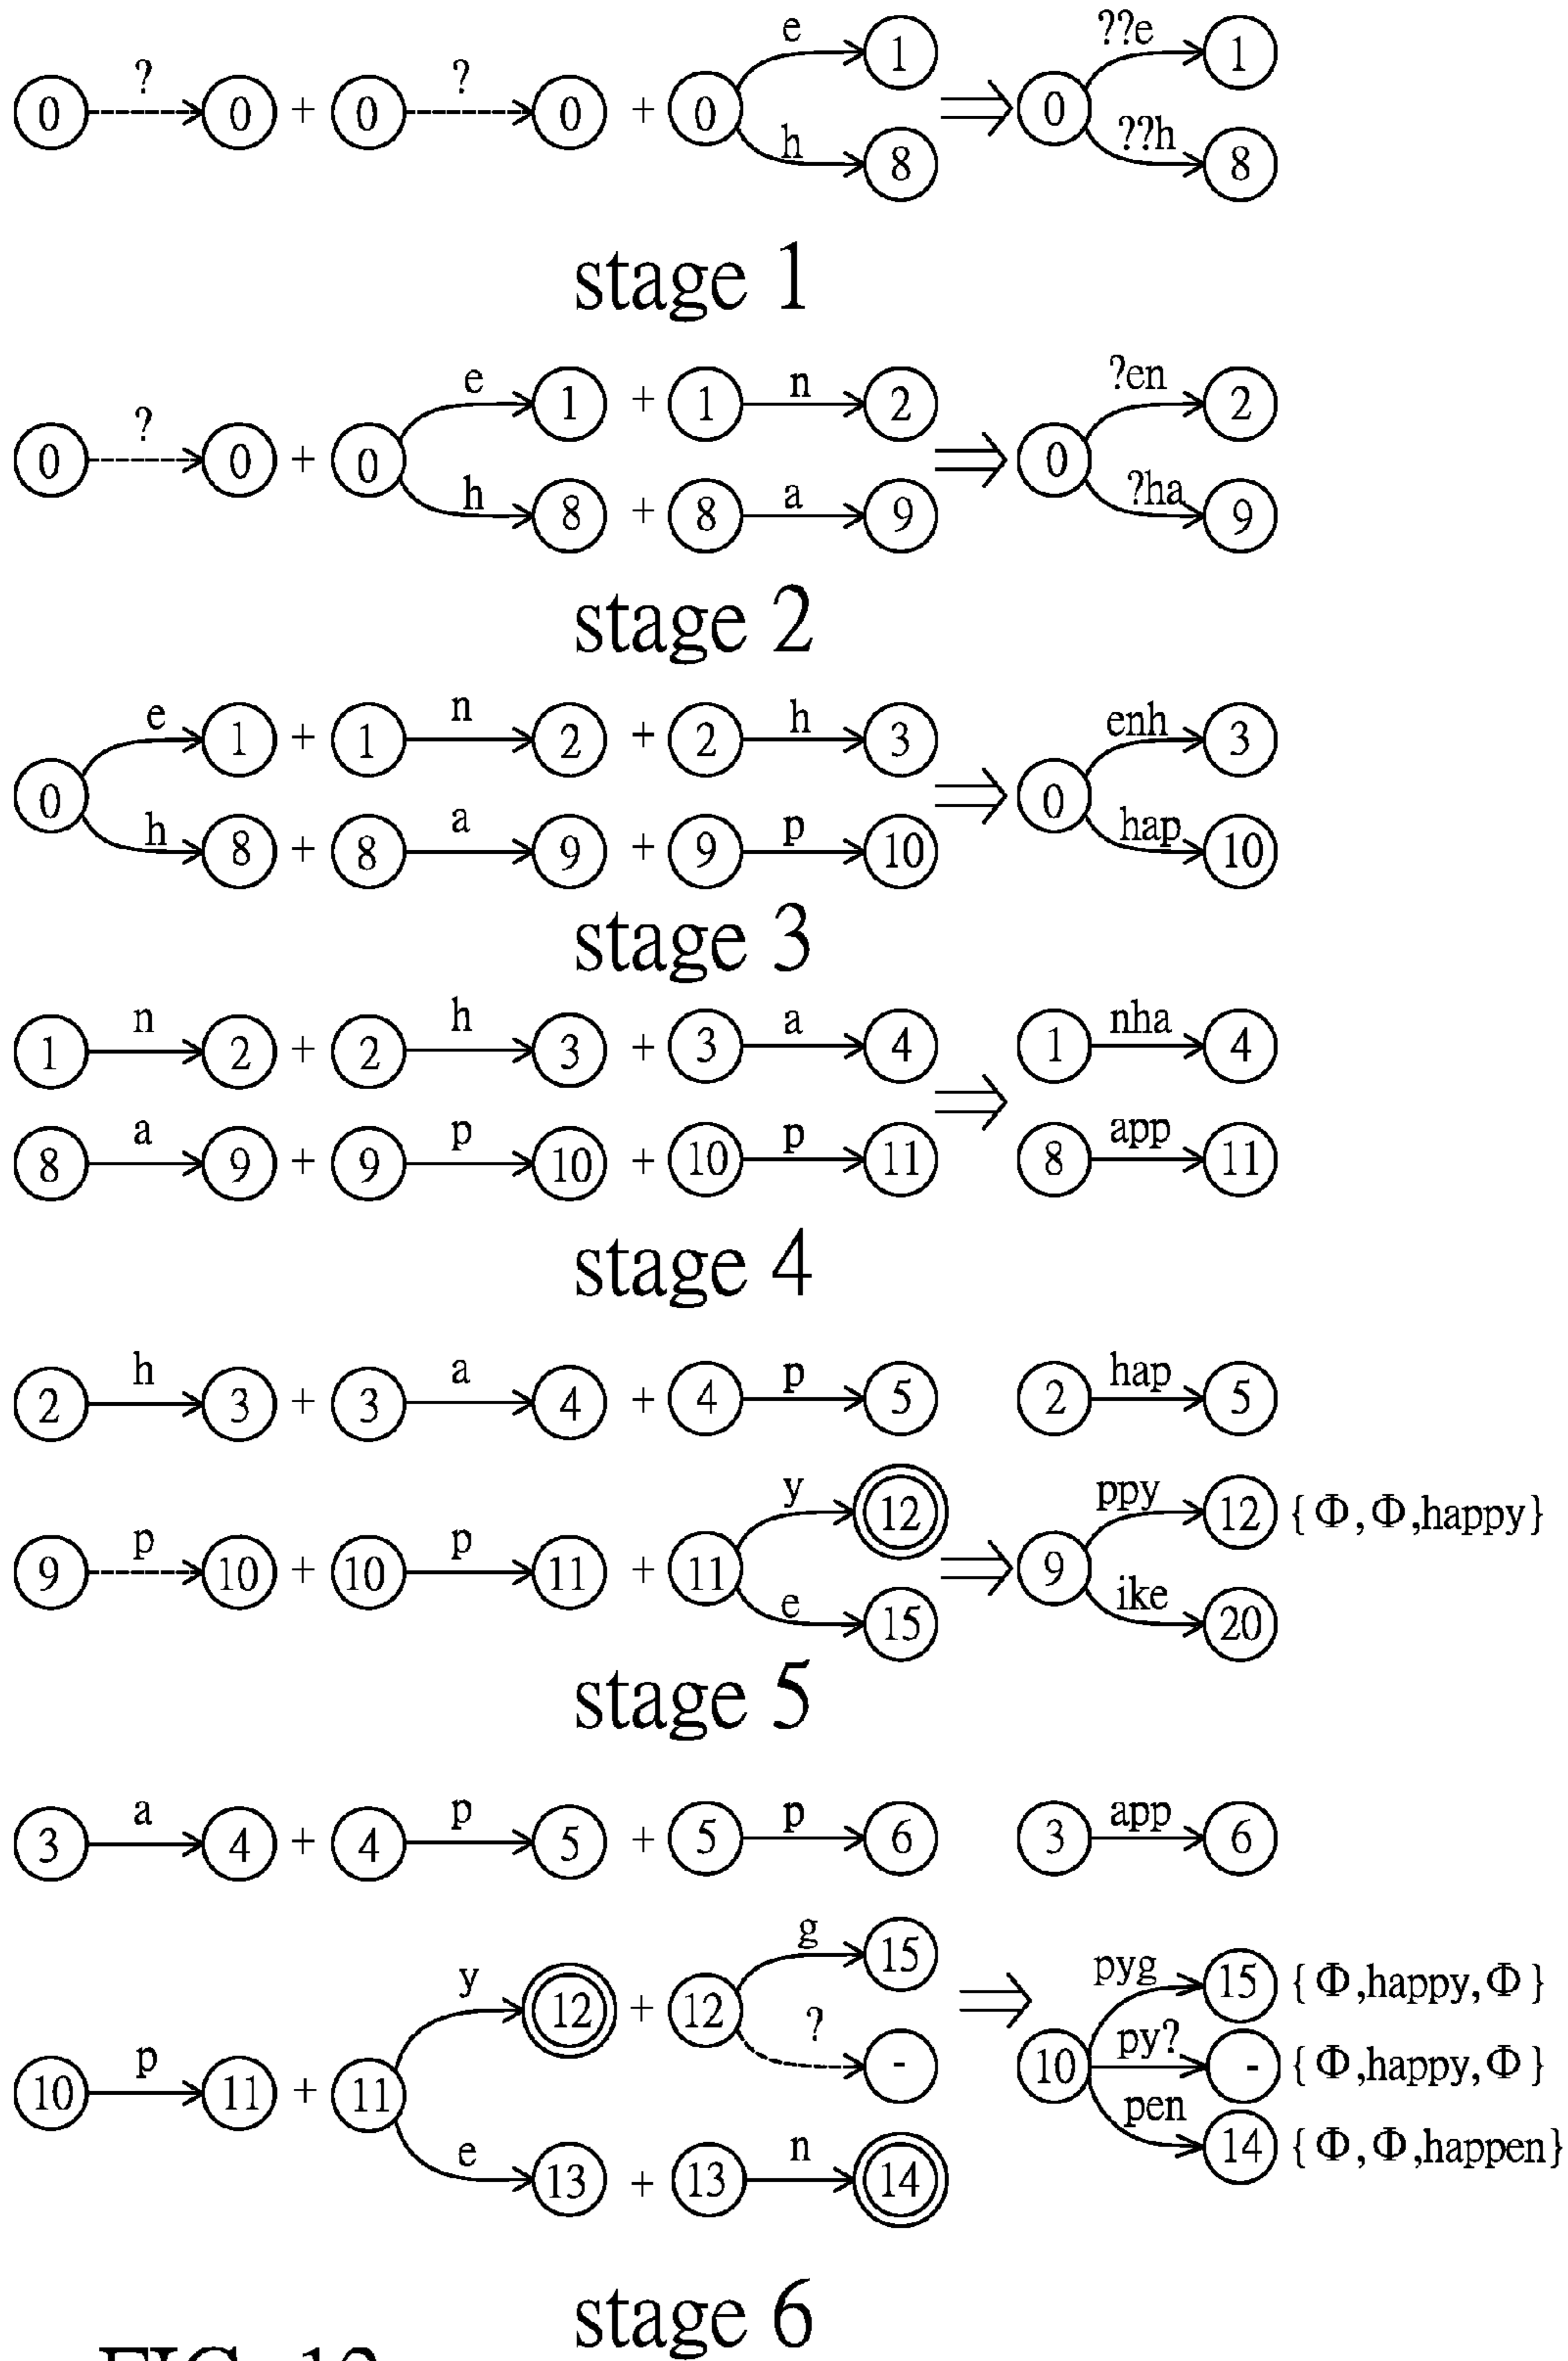 e ??e
? ? 1 1
0 0 + 0 0 + 0 0
h ??h
8 8
stage 1
e n ?en
? 1 + 1 2 2
0 0 + 0 0
h a ?ha
8 + 8 9 9
stage 2
e n h enh
1 + 1 2 + 2 3 3
0 0
h a p hap
8 + 8 9 + 9 10 10
stage 3
n h a nha
1 2 + 2 3 + 3 4 1 4
a p p app
8 9 + 9 10 + 10 11 8 11
stage 4
h a p hap
2 3 + 3 4 + 4 5 2 5
y ppy
12 12 { Φ, Φ,happy}
p p
9 10 + 10 11 + 11 9
e ike
15 20
stage 5
a p p app
3 4 + 4 5 + 5 6 3 6
g
15
y pyg
12 + 12 15 { Φ,happy, Φ }
? py?
p - 10 - { Φ,happy, Φ }
10 11 + 11
e n pen
13 + 13 14 14 { Φ, Φ,happen}
stage 6